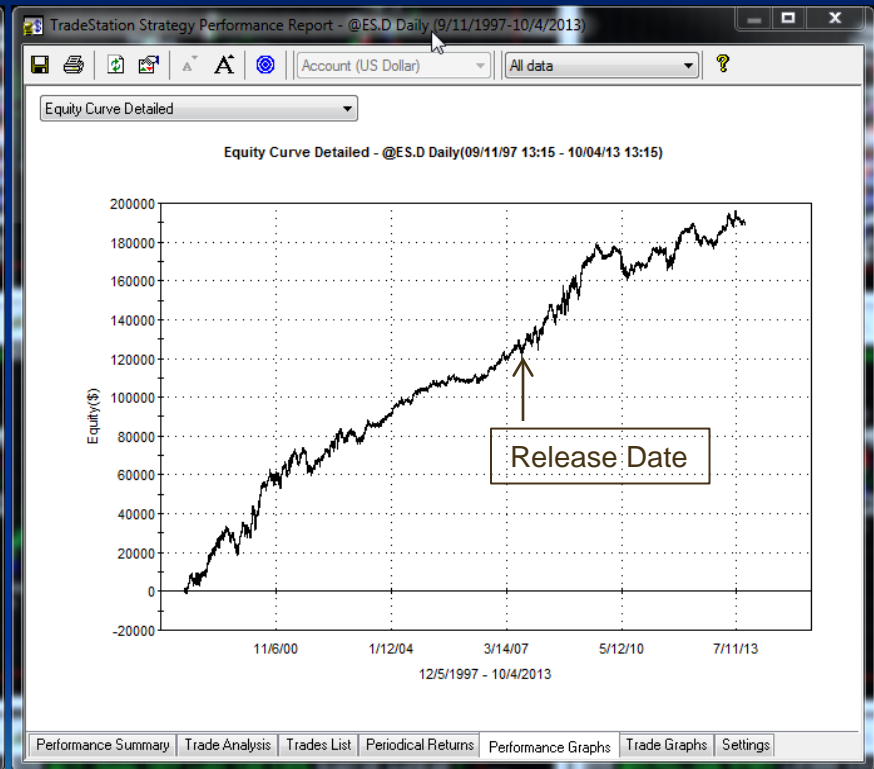 TradeStation Strategy Performance Report - @ES.D Daily (9/11/1997-10/4/2013)
Account (US Dollar)
All data
Equity Curve Detailed
Equity Curve Detailed - @ES.D Daily(09/11/97 13:15 - 10/04/13 13:15)
200000
180000
160000
140000
120000
100000
80000
60000
40000
20000
0
-20000
Equity($)
Release Date
11/6/00 1/12/04 3/14/07 5/12/10 7/11/13
12/5/1997 - 10/4/2013
Performance Summary Trade Analysis Trades List Periodical Returns Performance Graphs Trade Graphs Settings